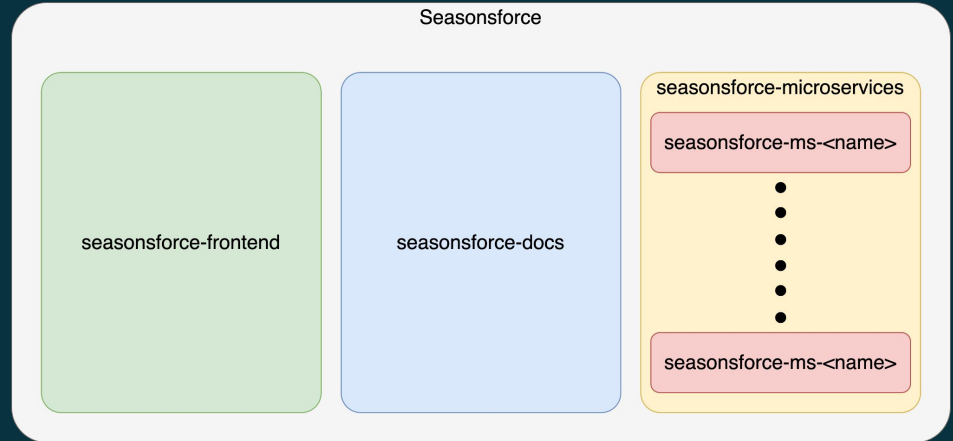 Seasonsforce
seasonsforce-frontend
seasonsforce-docs
seasonsforce-microservices
seasonsforce-ms-<name>
seasonsforce-ms-<name>